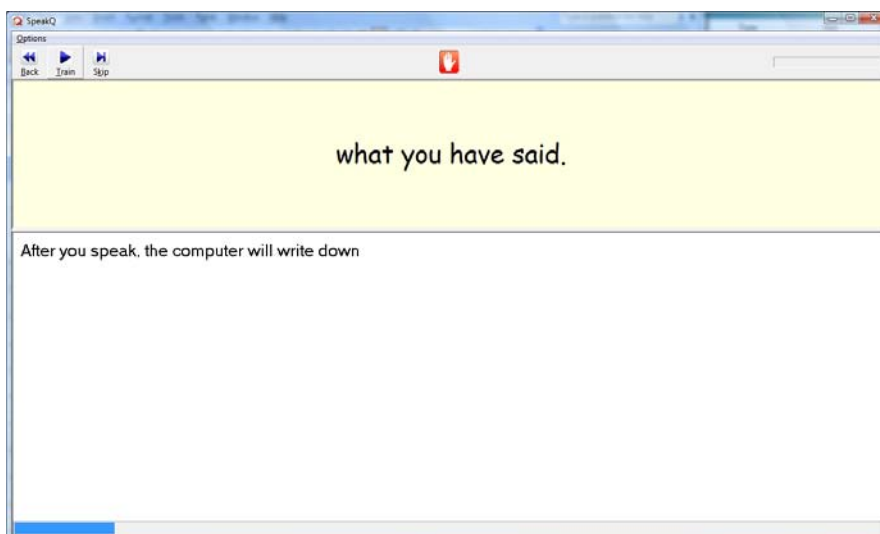 SpeakQ
Options
Back Train Skip
what you have said.
After you speak, the computer will write down